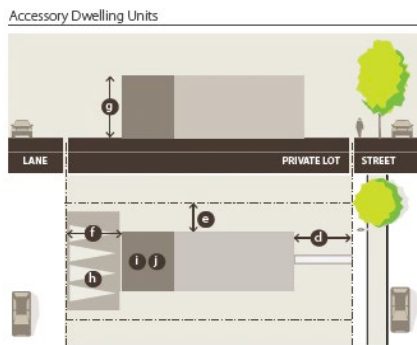 Accessory Dwelling Units
g
LANE PRIVATE LOT STREET
e
f d
i j
h